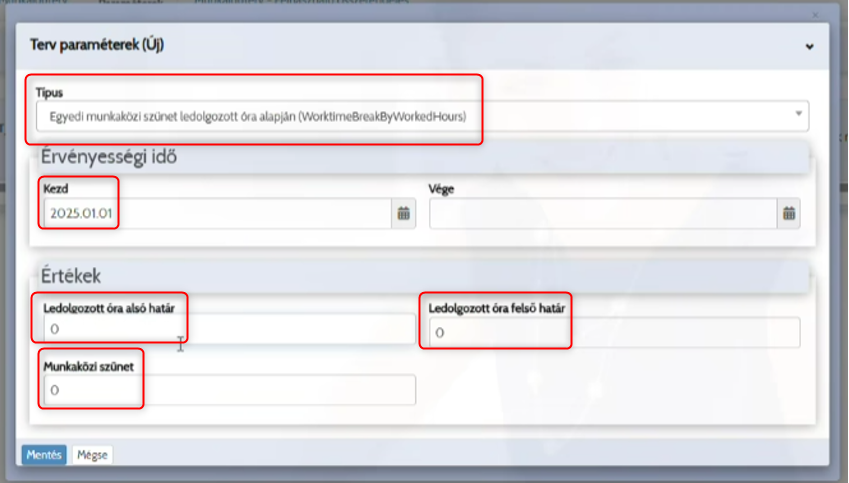 Terv paraméterek (Új)
Típus
Egyedi munkaközi szünet ledolgozott óra alapján (WorktimeBreakByWorkedHours)
Érvényességi idő
Kezd
Vége
2025.01.01
Értékek
Ledolgozott óra alsó határ
Ledolgozott óra felső határ
0
0
Munkaközi szünet
0
Mentés
Mégse